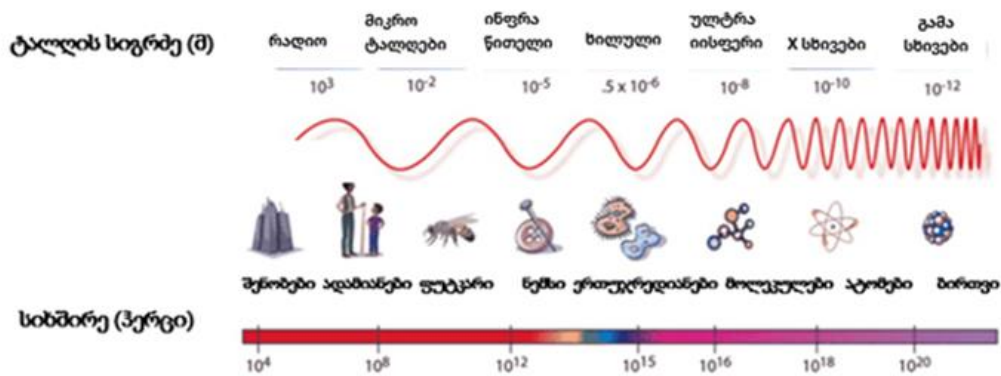 ტალღის სიგრძე (მ)
რადიო
მიკრო
ტალღები
ინფრა
წითელი
ხილული
ულტრა
იისფერი
X სხივები
გამა
სხივები
10³ 10⁻² 10⁻⁵ .5 x 10⁻⁶ 10⁻⁸ 10⁻¹⁰ 10⁻¹²
შენობები ადამიანები ფუტკარი ნემსი ერთუჯრედიანები მოლეკულები ატომები ბირთვი
სიხშირე (ჰერცი)
10⁴ 10⁸ 10¹² 10¹⁵ 10¹⁶ 10¹⁸ 10²⁰